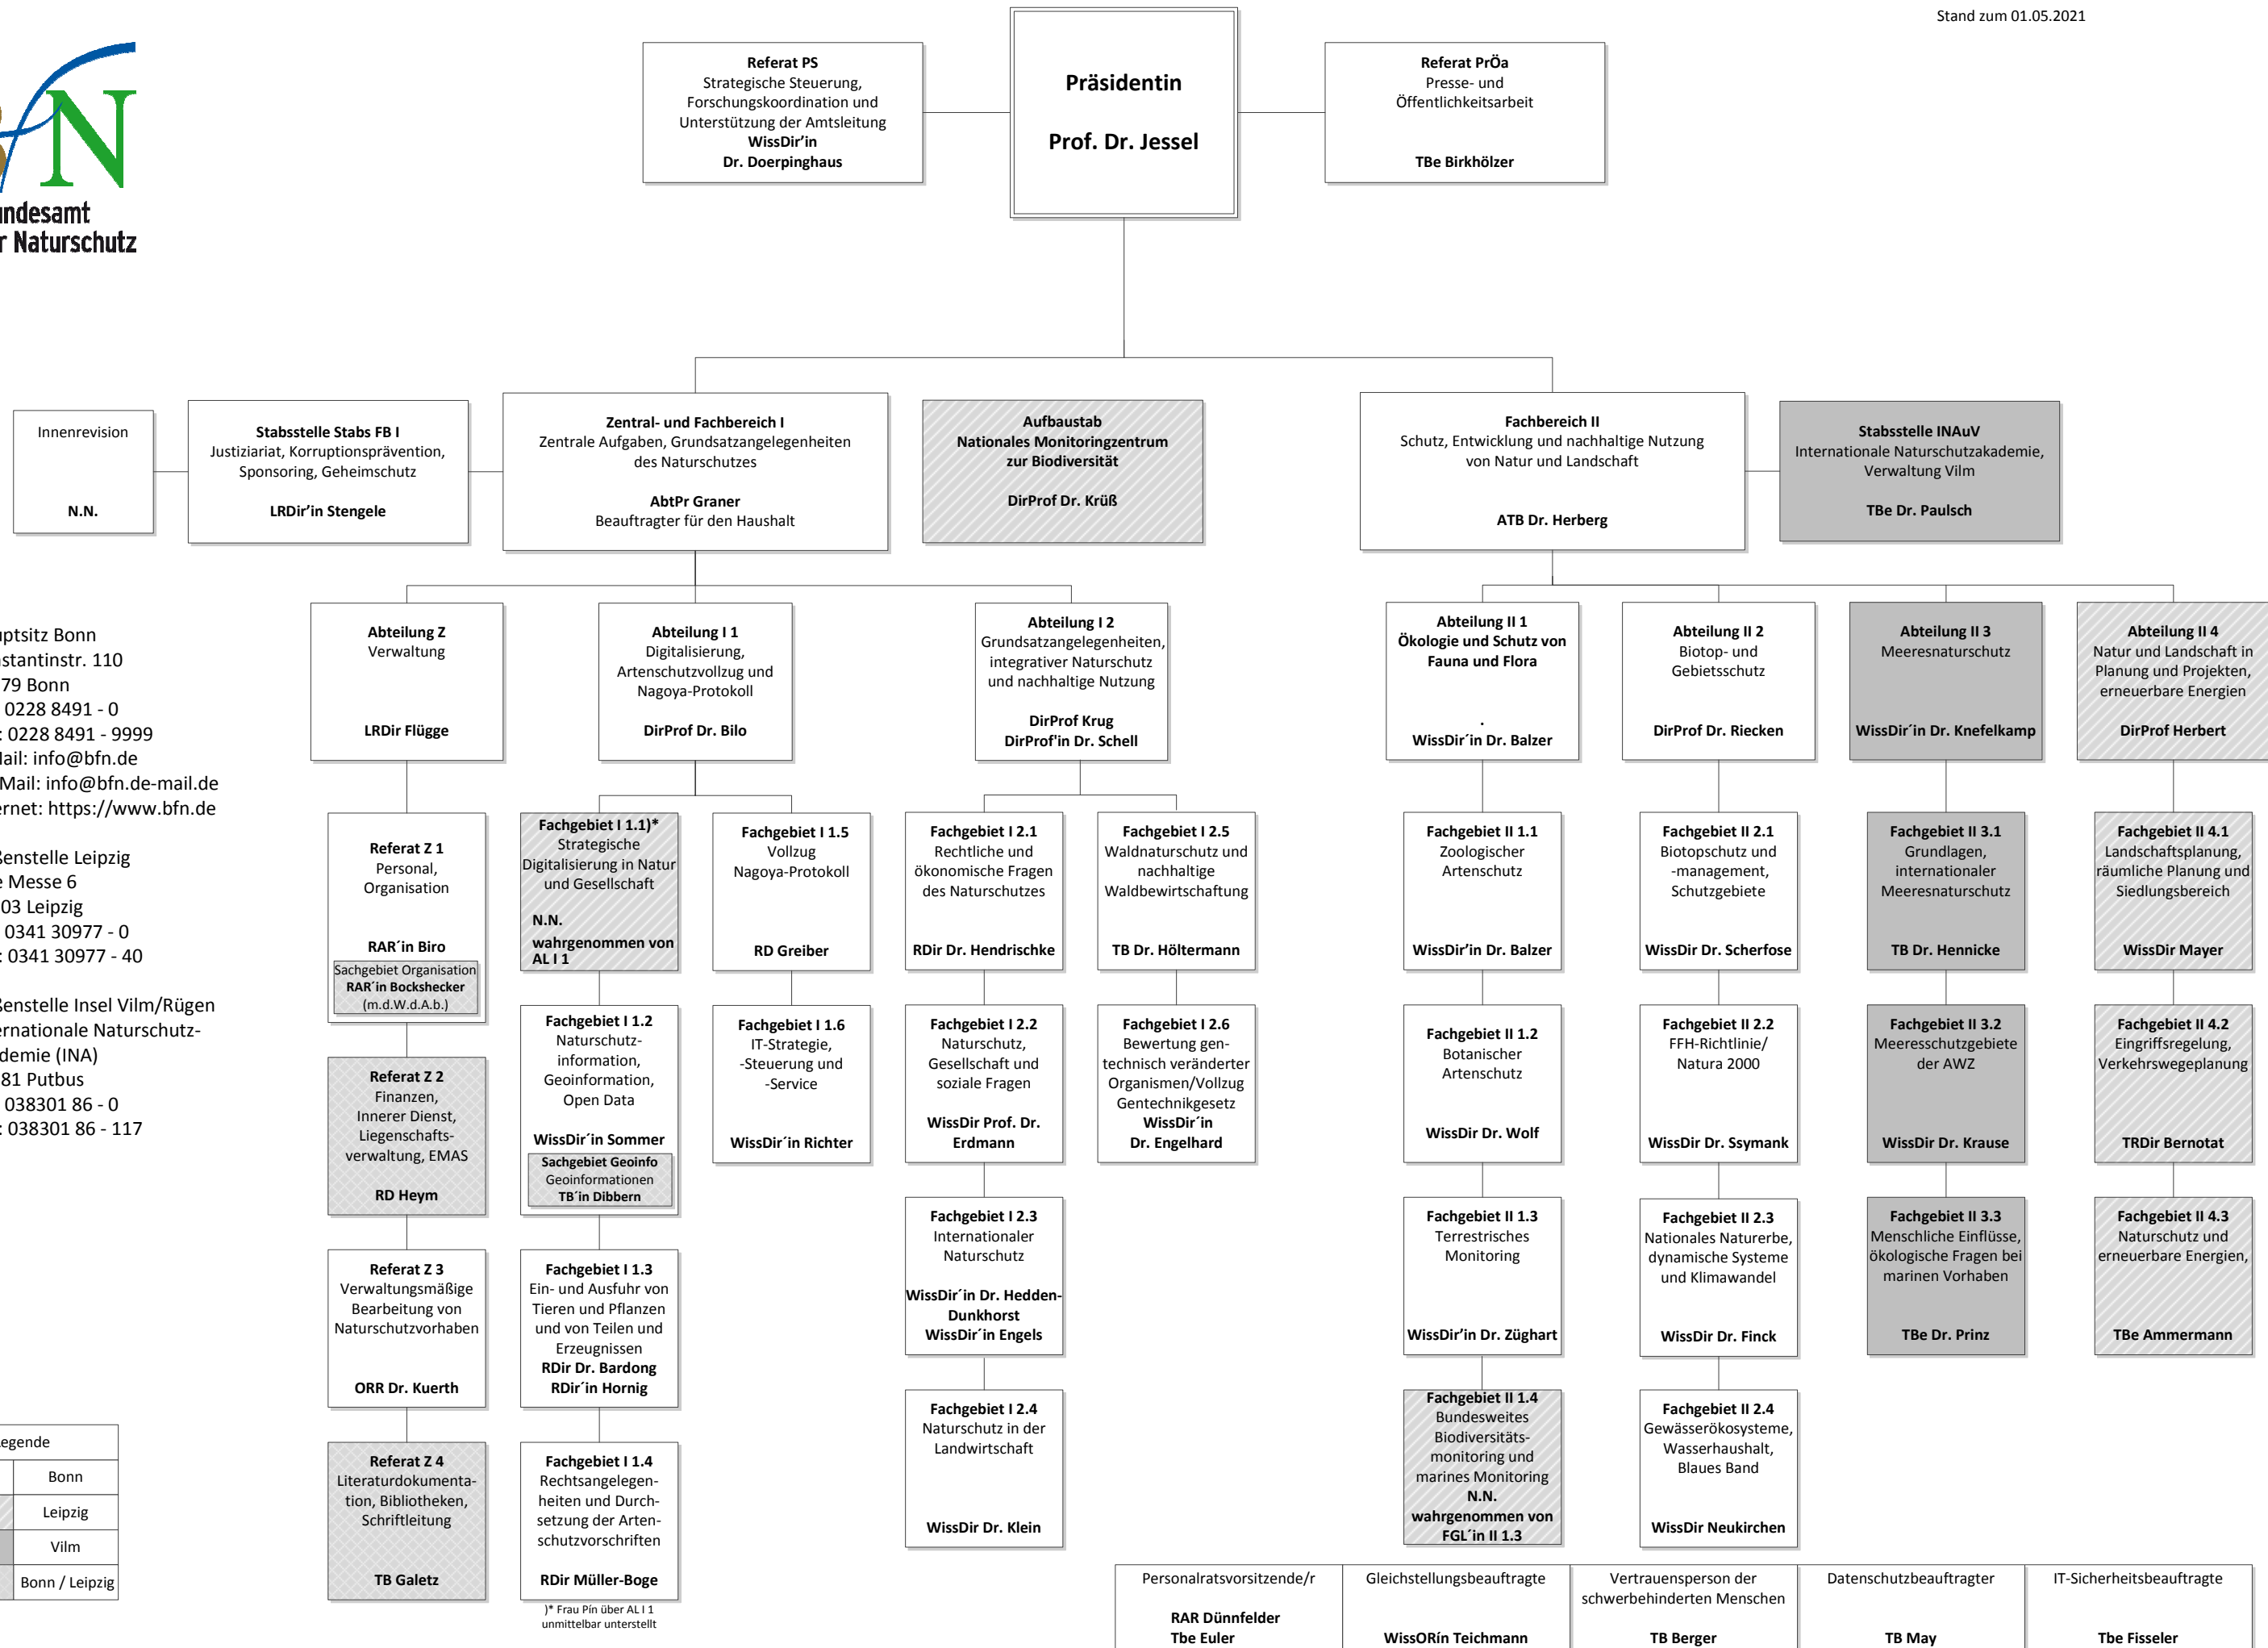 Stand zum 01.05.2021
Referat PS
Strategische Steuerung,
Forschungskoordination und
Unterstützung der Amtsleitung
WissDir’in
Dr. Doerpinghaus
Präsidentin
Prof. Dr. Jessel
Referat PrÖa
Presse- und
Öffentlichkeitsarbeit
TBe Birkhölzer
N
undesamt
r Naturschutz
Innenrevision
N.N.
Stabsstelle Stabs FB I
Justiziariat, Korruptionsprävention,
Sponsoring, Geheimschutz
LRDir’in Stengele
Zentral- und Fachbereich I
Zentrale Aufgaben, Grundsatzangelegenheiten
des Naturschutzes
AbtPr Graner
Beauftragter für den Haushalt
Aufbaustab
Nationales Monitoringzentrum
zur Biodiversität
DirProf Dr. Krüß
Fachbereich II
Schutz, Entwicklung und nachhaltige Nutzung
von Natur und Landschaft
ATB Dr. Herberg
Stabsstelle INAuV
Internationale Naturschutzakademie,
Verwaltung Vilm
TBe Dr. Paulsch
uptsitz Bonn
nstantinstr. 110
179 Bonn
0228 8491 - 0
: 0228 8491 - 9999
Mail: info@bfn.de
Mail: info@bfn.de-mail.de
ernet: https://www.bfn.de
ßenstelle Leipzig
e Messe 6
103 Leipzig
0341 30977 - 0
: 0341 30977 - 40
ßenstelle Insel Vilm/Rügen
ernationale Naturschutz-
demie (INA)
581 Putbus
038301 86 - 0
: 038301 86 - 117
Abteilung Z
Verwaltung
LRDir Flügge
Abteilung I 1
Digitalisierung,
Artenschutzvollzug und
Nagoya-Protokoll
DirProf Dr. Bilo
Abteilung I 2
Grundsatzangelegenheiten,
integrativer Naturschutz
und nachhaltige Nutzung
DirProf Krug
DirProf'in Dr. Schell
Abteilung II 1
Ökologie und Schutz von
Fauna und Flora
.
WissDir´in Dr. Balzer
Abteilung II 2
Biotop- und
Gebietsschutz
DirProf Dr. Riecken
Abteilung II 3
Meeresnaturschutz
WissDir´in Dr. Knefelkamp
Abteilung II 4
Natur und Landschaft in
Planung und Projekten,
erneuerbare Energien
DirProf Herbert
Referat Z 1
Personal,
Organisation
RAR´in Biro
Sachgebiet Organisation
RAR´in Bockshecker
(m.d.W.d.A.b.)
Fachgebiet I 1.1)*
Strategische
Digitalisierung in Natur
und Gesellschaft
N.N.
wahrgenommen von
AL I 1
Fachgebiet I 1.5
Vollzug
Nagoya-Protokoll
RD Greiber
Fachgebiet I 2.1
Rechtliche und
ökonomische Fragen
des Naturschutzes
RDir Dr. Hendrischke
Fachgebiet I 2.5
Waldnaturschutz und
nachhaltige
Waldbewirtschaftung
TB Dr. Höltermann
Fachgebiet II 1.1
Zoologischer
Artenschutz
WissDir’in Dr. Balzer
Fachgebiet II 2.1
Biotopschutz und
-management,
Schutzgebiete
WissDir Dr. Scherfose
Fachgebiet II 3.1
Grundlagen,
internationaler
Meeresnaturschutz
TB Dr. Hennicke
Fachgebiet II 4.1
Landschaftsplanung,
räumliche Planung und
Siedlungsbereich
WissDir Mayer
Referat Z 2
Finanzen,
Innerer Dienst,
Liegenschafts-
verwaltung, EMAS
RD Heym
Fachgebiet I 1.2
Naturschutz-
information,
Geoinformation,
Open Data
WissDir´in Sommer
Sachgebiet Geoinfo
Geoinformationen
TB´in Dibbern
Fachgebiet I 1.6
IT-Strategie,
-Steuerung und
-Service
WissDir´in Richter
Fachgebiet I 2.2
Naturschutz,
Gesellschaft und
soziale Fragen
WissDir Prof. Dr.
Erdmann
Fachgebiet I 2.6
Bewertung gen-
technisch veränderter
Organismen/Vollzug
Gentechnikgesetz
WissDir´in
Dr. Engelhard
Fachgebiet II 1.2
Botanischer
Artenschutz
WissDir Dr. Wolf
Fachgebiet II 2.2
FFH-Richtlinie/
Natura 2000
WissDir Dr. Ssymank
Fachgebiet II 3.2
Meeresschutzgebiete
der AWZ
WissDir Dr. Krause
Fachgebiet II 4.2
Eingriffsregelung,
Verkehrswegeplanung
TRDir Bernotat
Referat Z 3
Verwaltungsmäßige
Bearbeitung von
Naturschutzvorhaben
ORR Dr. Kuerth
Fachgebiet I 1.3
Ein- und Ausfuhr von
Tieren und Pflanzen
und von Teilen und
Erzeugnissen
RDir Dr. Bardong
RDir´in Hornig
Fachgebiet I 2.3
Internationaler
Naturschutz
WissDir´in Dr. Hedden-
Dunkhorst
WissDir´in Engels
Fachgebiet II 1.3
Terrestrisches
Monitoring
WissDir’in Dr. Züghart
Fachgebiet II 2.3
Nationales Naturerbe,
dynamische Systeme
und Klimawandel
WissDir Dr. Finck
Fachgebiet II 3.3
Menschliche Einflüsse,
ökologische Fragen bei
marinen Vorhaben
TBe Dr. Prinz
Fachgebiet II 4.3
Naturschutz und
erneuerbare Energien,
TBe Ammermann
Referat Z 4
Literaturdokumenta-
tion, Bibliotheken,
Schriftleitung
TB Galetz
Fachgebiet I 1.4
Rechtsangelegen-
heiten und Durch-
setzung der Arten-
schutzvorschriften
RDir Müller-Boge
)* Frau Pín über AL I 1
unmittelbar unterstellt
Fachgebiet I 2.4
Naturschutz in der
Landwirtschaft
WissDir Dr. Klein
Fachgebiet II 1.4
Bundesweites
Biodiversitäts-
monitoring und
marines Monitoring
N.N.
wahrgenommen von
FGL´in II 1.3
Fachgebiet II 2.4
Gewässerökosysteme,
Wasserhaushalt,
Blaues Band
WissDir Neukirchen
egende
Bonn
Leipzig
Vilm
Bonn / Leipzig
Personalratsvorsitzende/r
RAR Dünnfelder
Tbe Euler
Gleichstellungsbeauftragte
WissORín Teichmann
Vertrauensperson der
schwerbehinderten Menschen
TB Berger
Datenschutzbeauftragter
TB May
IT-Sicherheitsbeauftragte
Tbe Fisseler